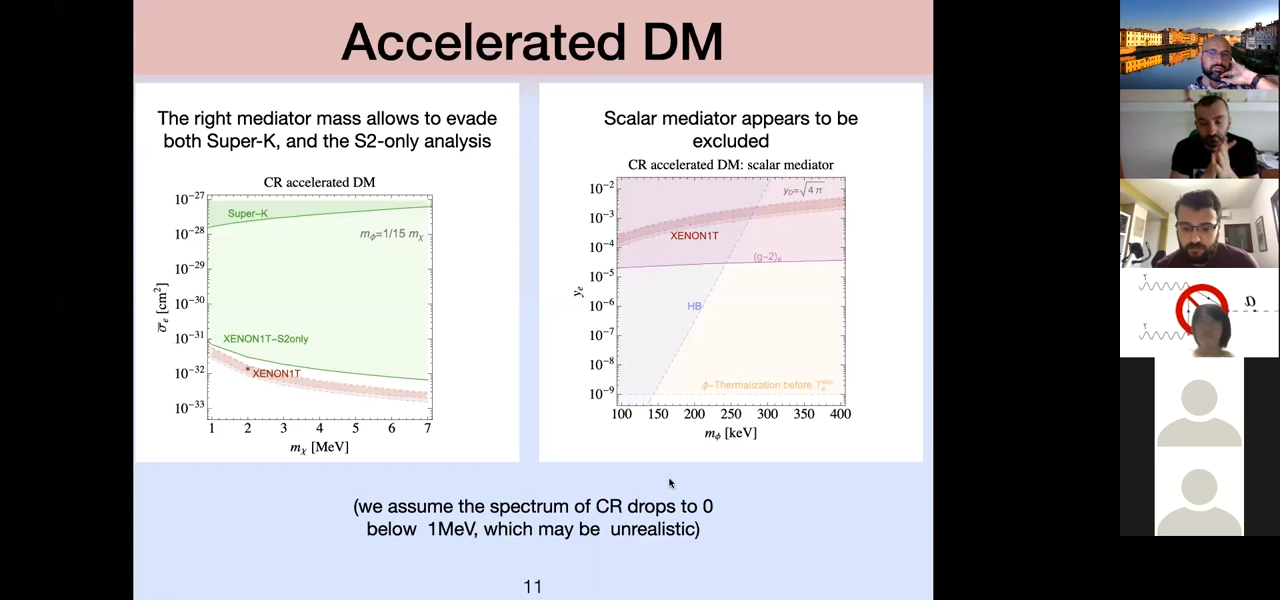 Accelerated DM
The right mediator mass allows to evade
both Super-K, and the S2-only analysis
CR accelerated DM
10⁻²⁷
10⁻²⁸
10⁻²⁹
10⁻³⁰
10⁻³¹
10⁻³²
10⁻³³
Super-K
mϕ=1/15 mχ
XENON1T-S2only
XENON1T
σ̅ₑ [cm²]
1 2 3 4 5 6 7
mχ [MeV]
Scalar mediator appears to be
excluded
CR accelerated DM: scalar mediator
10⁻²
10⁻³
10⁻⁴
10⁻⁵
10⁻⁶
10⁻⁷
10⁻⁸
10⁻⁹
y_D=√4 π
XENON1T
(g-2)ₑ
HB
ϕ-Thermalization before
yₑ
100 150 200 250 300 350 400
mϕ [keV]
(we assume the spectrum of CR drops to 0
below 1MeV, which may be unrealistic)
11